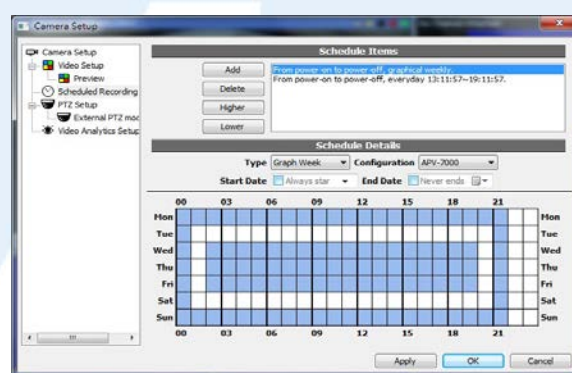 Camera Setup
Camera Setup
Video Setup
Preview
Scheduled Recording
PTZ Setup
External PTZ mod
Video Analytics Setup
Schedule Items
Add
Delete
Higher
Lower
From power-on to power-off, graphical weekly.
From power-on to power-off, everyday 13:11:57~19:11:57.
Schedule Details
Type Graph Week Configuration APV-7000
Start Date Always star End Date Never ends
00 03 06 09 12 15 18 21
Mon Mon
Tue Tue
Wed Wed
Thu Thu
Fri Fri
Sat Sat
Sun Sun
00 03 06 09 12 15 18 21
Apply OK Cancel